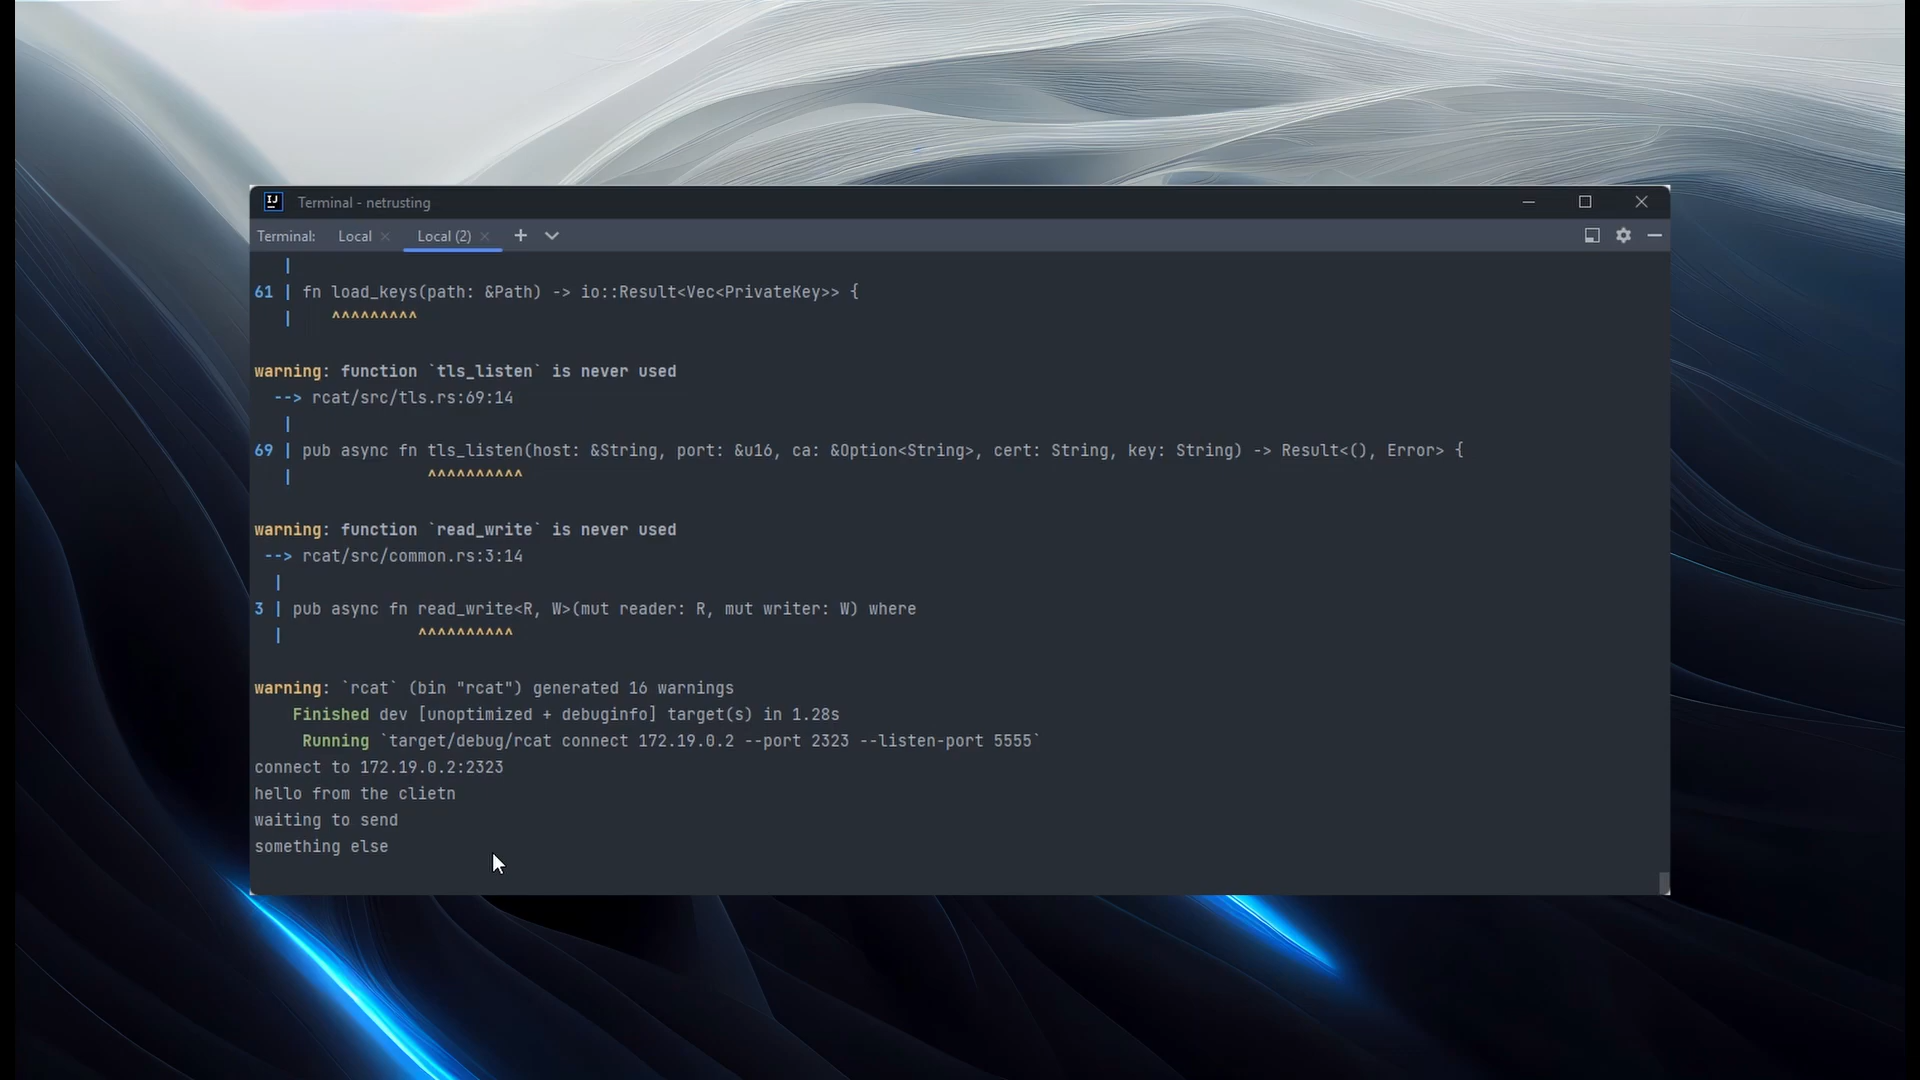 IJ Terminal - netrusting
Terminal: Local Local (2)
|
61 | fn load_keys(path: &Path) -> io::Result<Vec<PrivateKey>> {
| ^^^^^^^^^
warning: function `tls_listen` is never used
--> rcat/src/tls.rs:69:14
|
69 | pub async fn tls_listen(host: &String, port: &u16, ca: &Option<String>, cert: String, key: String) -> Result<(), Error> {
| ^^^^^^^^^^
warning: function `read_write` is never used
--> rcat/src/common.rs:3:14
|
3 | pub async fn read_write<R, W>(mut reader: R, mut writer: W) where
| ^^^^^^^^^^
warning: `rcat` (bin "rcat") generated 16 warnings
Finished dev [unoptimized + debuginfo] target(s) in 1.28s
Running `target/debug/rcat connect 172.19.0.2 --port 2323 --listen-port 5555`
connect to 172.19.0.2:2323
hello from the clietn
waiting to send
something else